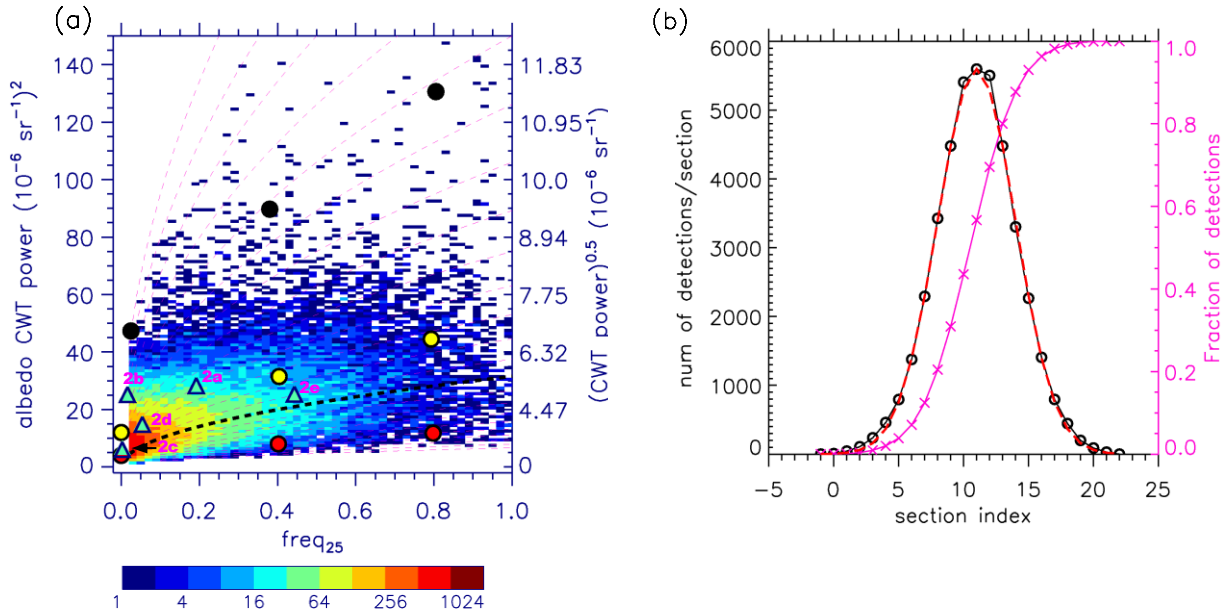 (a)
albedo CWT power (10⁻⁶ sr⁻¹)²
140
120
100
80
60
40
20
0
11.83
10.95
10.0
8.94
7.75
6.32
4.47
0
(CWT power)⁰·⁵ (10⁻⁶ sr⁻¹)
2b
2a
2e
2d
2c
0.0 0.2 0.4 0.6 0.8 1.0
freq₂₅
1 4 16 64 256 1024
(b)
num of detections/section
6000
5000
4000
3000
2000
1000
0
1.0
0.8
0.6
0.4
0.2
0.0
Fraction of detections
−5 0 5 10 15 20 25
section index